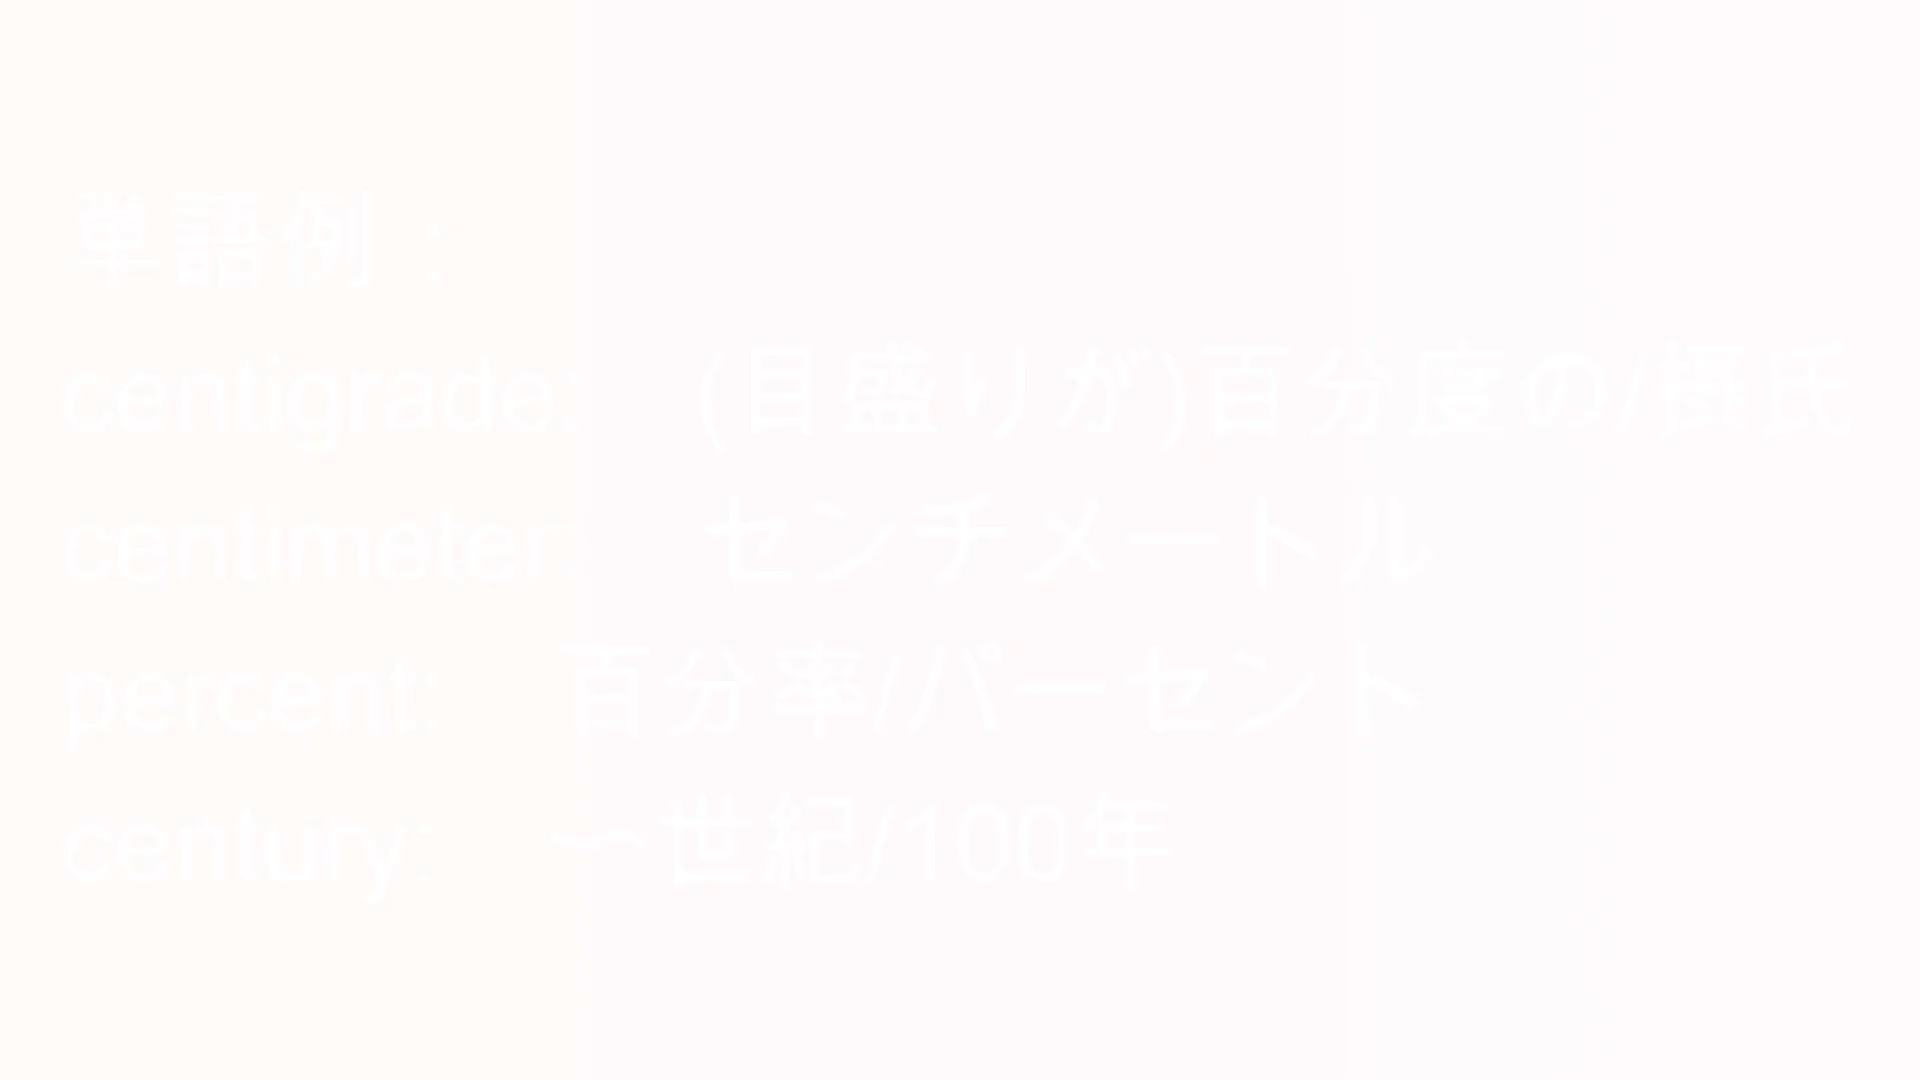 単語例：
centigrade: (目盛りが)百分度の/摂氏
centimeter: センチメートル
percent: 百分率/パーセント
century: 〜世紀/100年